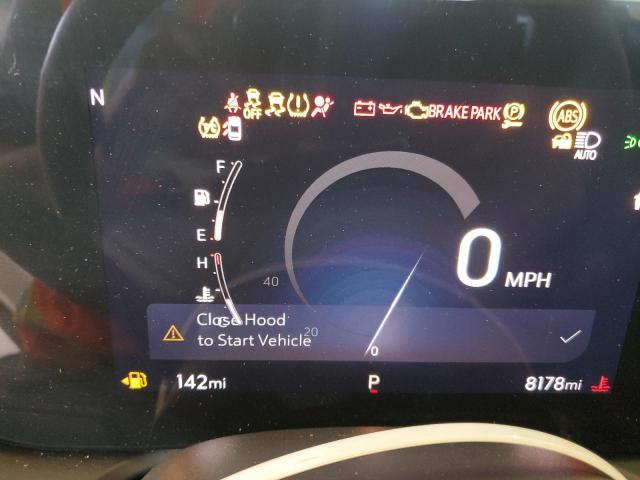 N
OFF
BRAKE PARK
P
ABS
AUTO
F
E
H
C
40
20
0
0 MPH
Close Hood
to Start Vehicle
142mi
P
8178mi